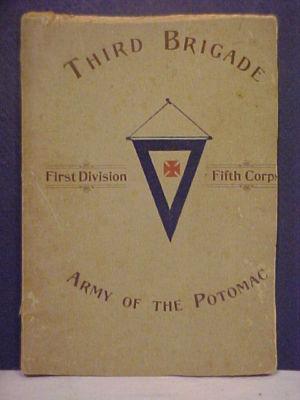 THIRD BRIGADE
First Division Fifth Corps
ARMY OF THE POTOMAC